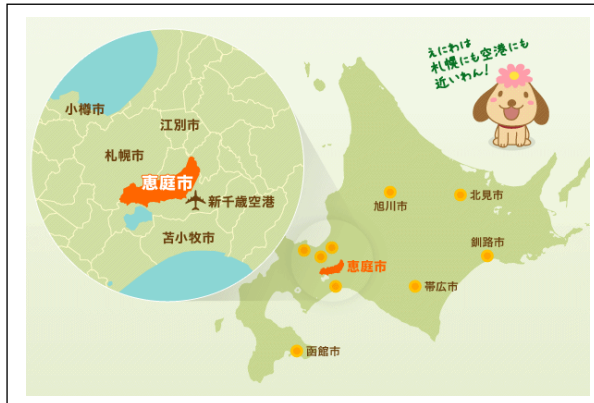 えにわは
札幌にも空港にも
近いわん!
小樽市
江別市
札幌市
恵庭市
新千歳空港
苫小牧市
旭川市
北見市
釧路市
恵庭市
帯広市
函館市